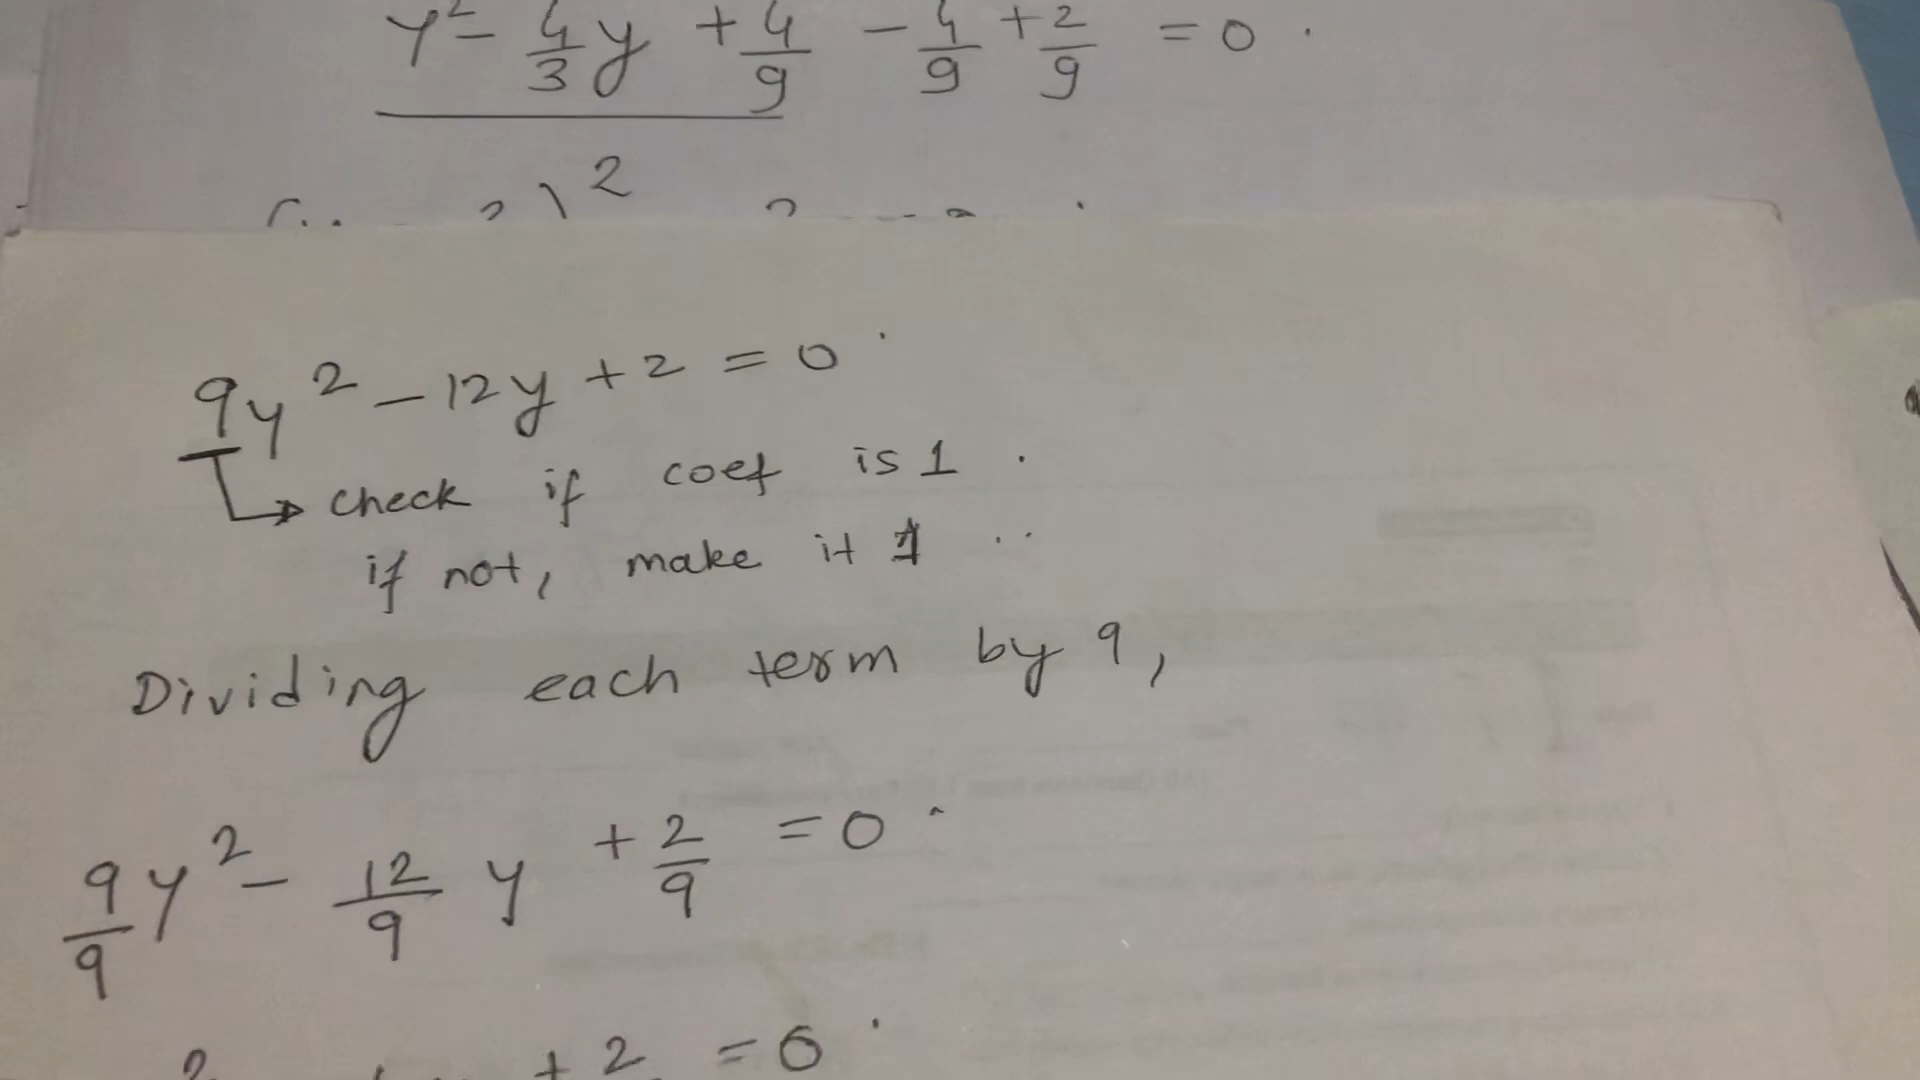 y² - 4/3 y + 4/9 - 4/9 + 2/9 = 0
2
9y² - 12y + 2 = 0
check if coef is 1
if not, make it 1
Dividing each term by 9,
9/9 y² - 12/9 y + 2/9 = 0
2 + 2 = 0